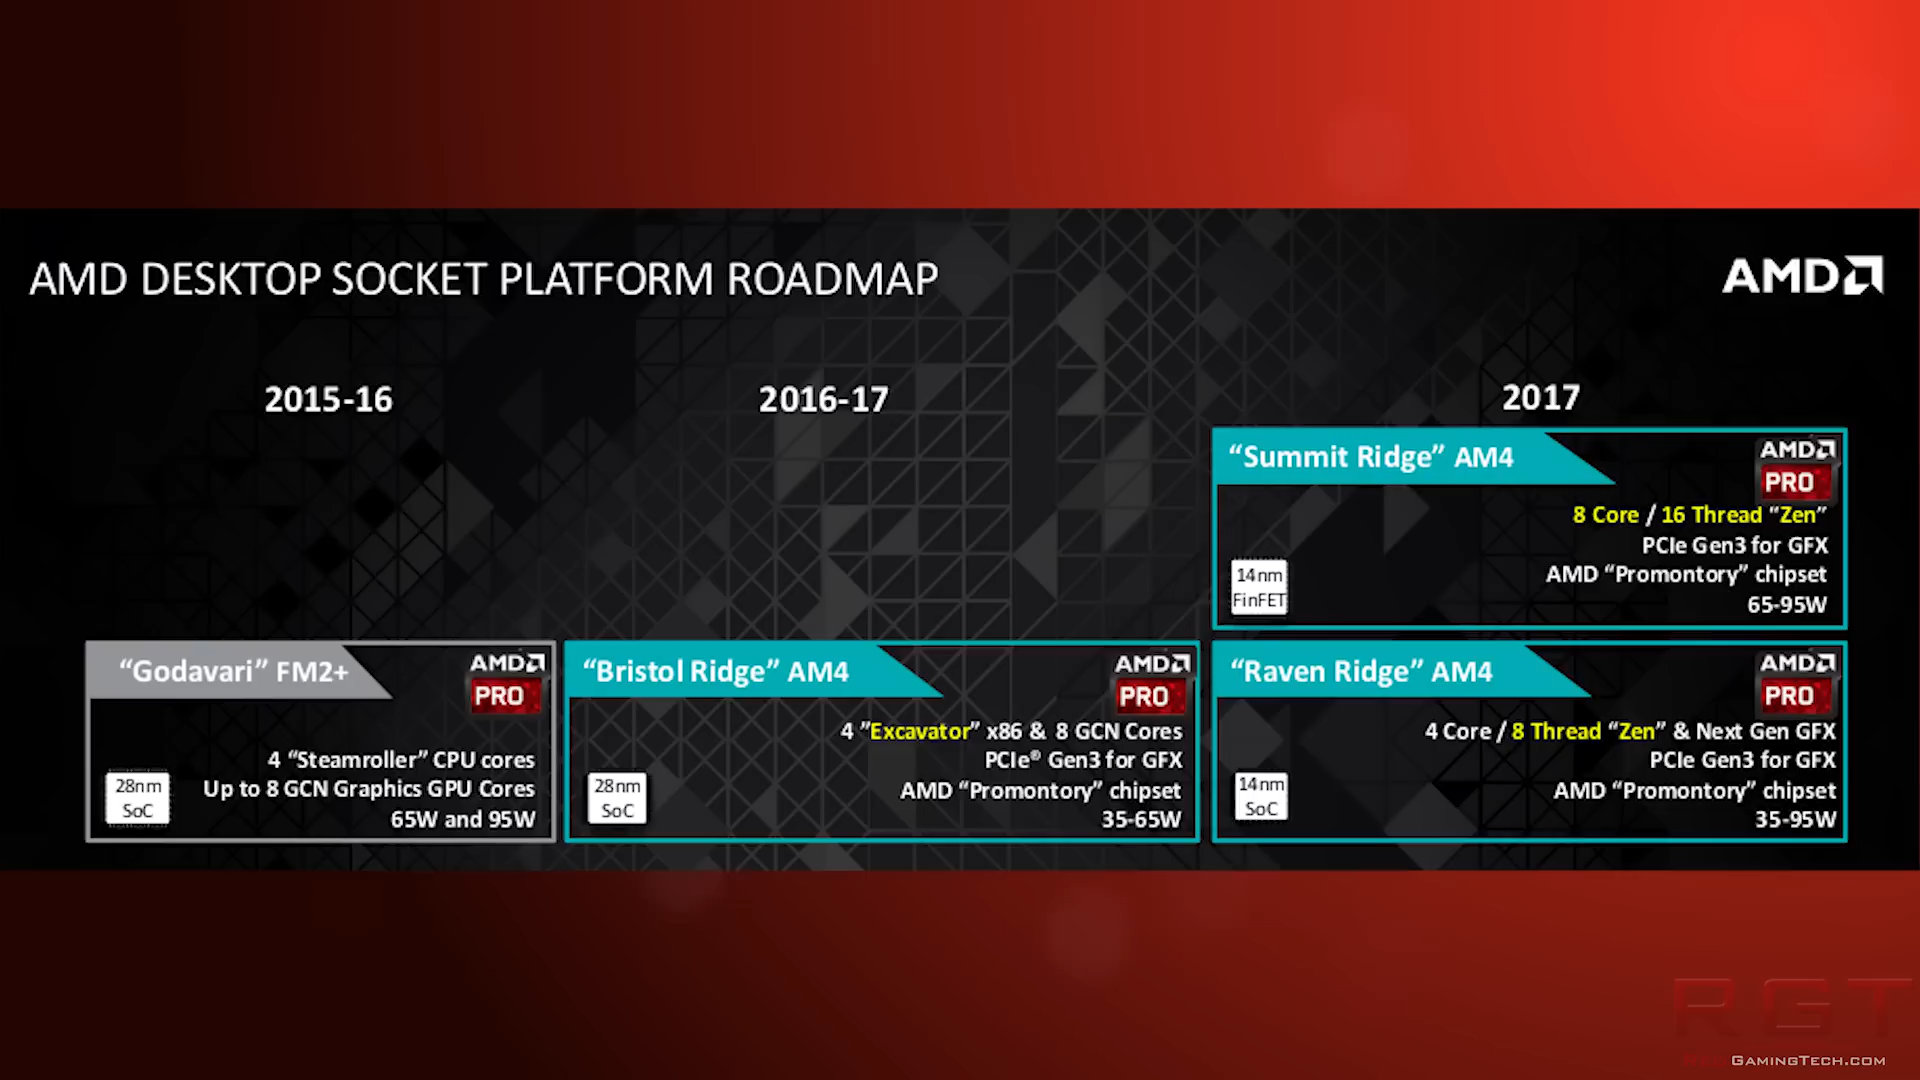 AMD DESKTOP SOCKET PLATFORM ROADMAP
AMD
2015-16
2016-17
2017
“Summit Ridge” AM4
AMD
PRO
8 Core / 16 Thread “Zen”
PCIe Gen3 for GFX
AMD “Promontory” chipset
65-95W
14nm
FinFET
“Godavari” FM2+
AMD
PRO
4 “Steamroller” CPU cores
Up to 8 GCN Graphics GPU Cores
65W and 95W
28nm
SoC
“Bristol Ridge” AM4
AMD
PRO
4 ”Excavator” x86 & 8 GCN Cores
PCIe® Gen3 for GFX
AMD “Promontory” chipset
35-65W
28nm
SoC
“Raven Ridge” AM4
AMD
PRO
4 Core / 8 Thread “Zen” & Next Gen GFX
PCIe Gen3 for GFX
AMD “Promontory” chipset
35-95W
14nm
SoC
RGT
GAMINGTECH.COM